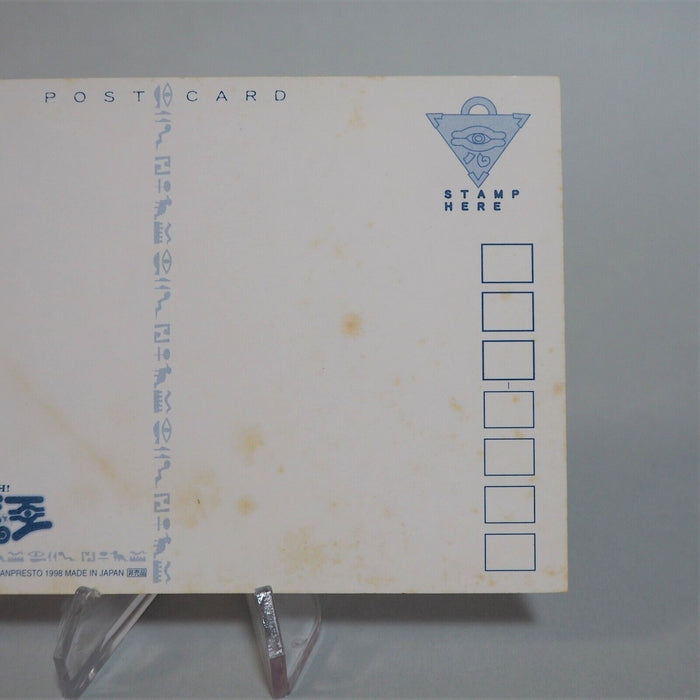 POST CARD
STAMP
HERE
H!
ANPRESTO 1998 MADE IN JAPAN 非売品